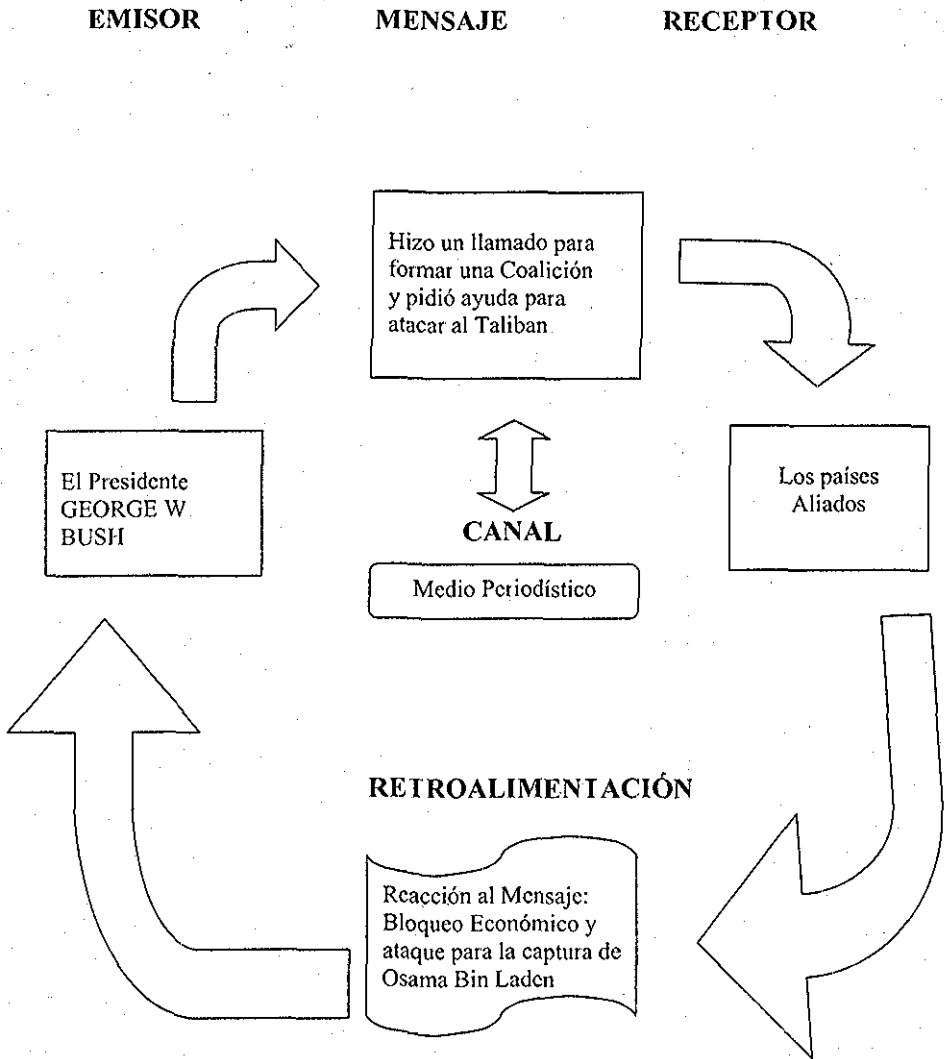 EMISOR MENSAJE RECEPTOR
Hizo un llamado para
formar una Coalición
y pidió ayuda para
atacar al Taliban
El Presidente
GEORGE W
BUSH
CANAL
Medio Periodístico
Los países
Aliados
RETROALIMENTACIÓN
Reacción al Mensaje:
Bloqueo Económico y
ataque para la captura de
Osama Bin Laden